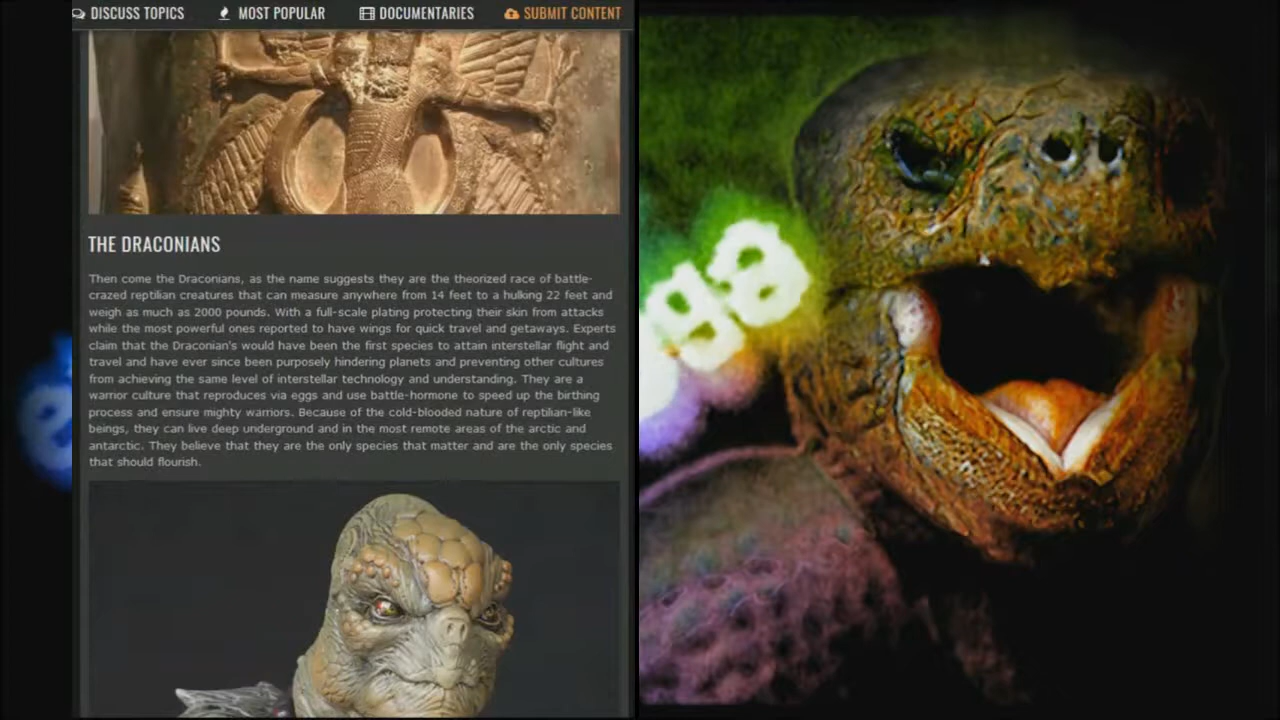 DISCUSS TOPICS MOST POPULAR DOCUMENTARIES SUBMIT CONTENT
THE DRACONIANS
Then come the Draconians, as the name suggests they are the theorized race of battle-
crazed reptilian creatures that can measure anywhere from 14 feet to a hulking 22 feet and
weigh as much as 2000 pounds. With a full-scale plating protecting their skin from attacks
while the most powerful ones reported to have wings for quick travel and getaways. Experts
claim that the Draconian's would have been the first species to attain interstellar flight and
travel and have ever since been purposely hindering planets and preventing other cultures
from achieving the same level of interstellar technology and understanding. They are a
warrior culture that reproduces via eggs and use battle-hormone to speed up the birthing
process and ensure mighty warriors. Because of the cold-blooded nature of reptilian-like
beings, they can live deep underground and in the most remote areas of the arctic and
antarctic. They believe that they are the only species that matter and are the only species
that should flourish.